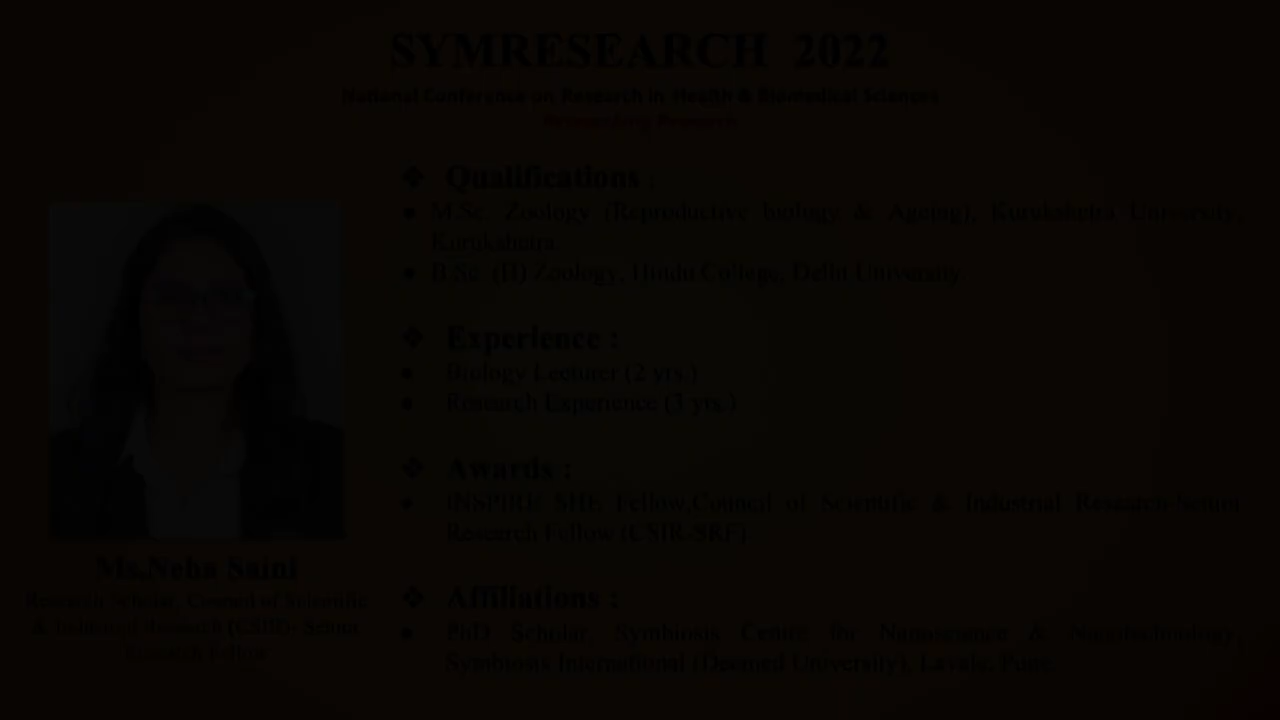 SYMRESEARCH 2022
National Conference on Research in Health & Biomedical Sciences
❖ Qualifications :
• M.Sc. Zoology (Reproductive biology & Ageing), Kurukshetra University,
Kurukshetra.
• B.Sc. (H) Zoology, Hindu College, Delhi University.
❖ Experience :
• Biology Lecturer (2 yrs.)
• Research Experience (3 yrs.)
❖ Awards :
• INSPIRE SHE Fellow,Council of Scientific & Industrial Research-Senior
Research Fellow (CSIR-SRF)
Ms.Neha Saini
Research Scholar, Council of Scientific
& Industrial Research (CSIR)- Senior
Research Fellow
❖ Affiliations :
• PhD Scholar, Symbiosis Centre for Nanoscience & Nanotechnology,
Symbiosis International (Deemed University), Lavale, Pune